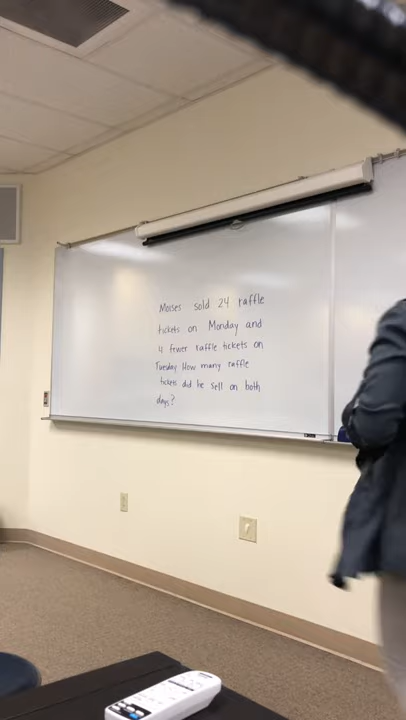 Moises sold 24 raffle
tickets on Monday and
4 fewer raffle tickets on
Tuesday How many raffle
tickets did he sell on both
days?